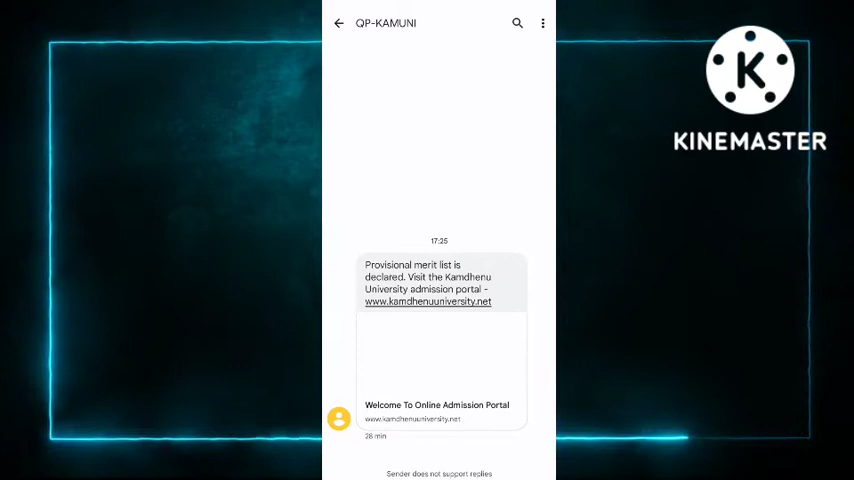 QP-KAMUNI
K
KINEMASTER
17:25
Provisional merit list is
declared. Visit the Kamdhenu
University admission portal -
www.kamdhenuuniversity.net
Welcome To Online Admission Portal
www.kamdhenuuniversity.net
28 min
Sender does not support replies